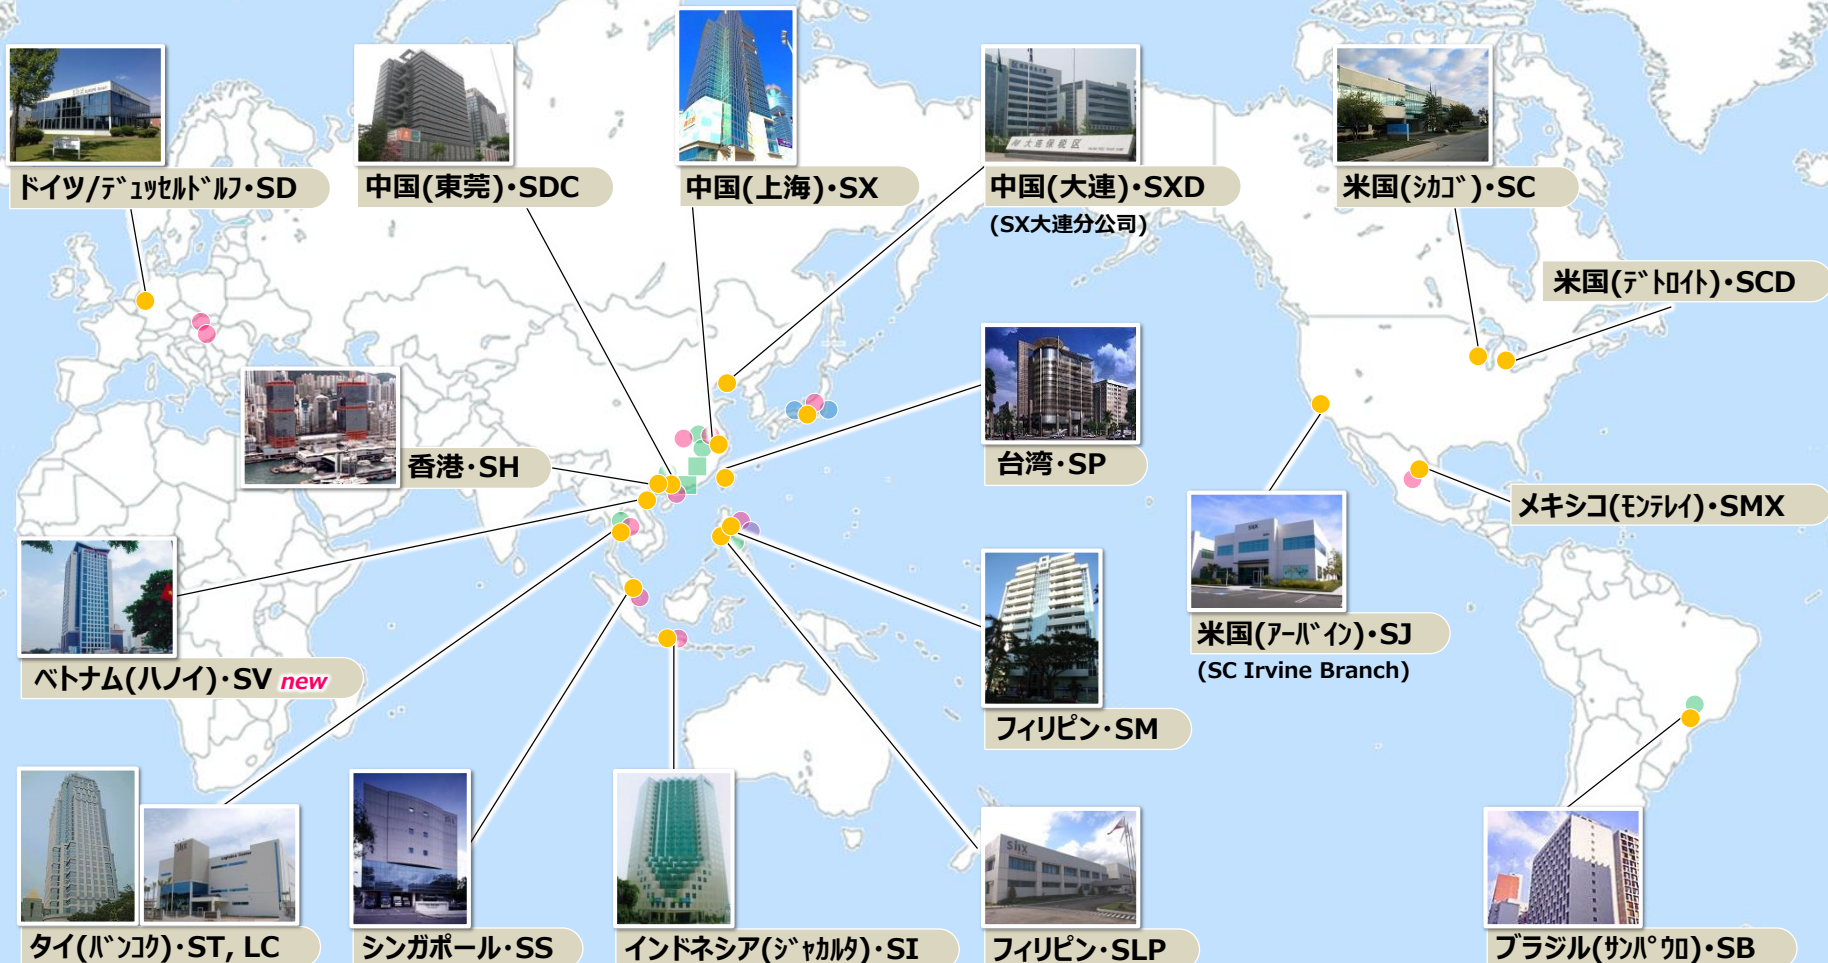 ドイツ/ﾃﾞｭｯｾﾙﾄﾞﾙﾌ・SD
中国(東莞)・SDC
中国(上海)・SX
中国(大連)・SXD
(SX大連分公司)
大連保税区
米国(ｼｶｺﾞ)・SC
米国(ﾃﾞﾄﾛｲﾄ)・SCD
香港・SH
台湾・SP
メキシコ(ﾓﾝﾃﾚｲ)・SMX
米国(ｱｰﾊﾞｲﾝ)・SJ
(SC Irvine Branch)
ベトナム(ハノイ)・SV new
フィリピン・SM
タイ(ﾊﾞﾝｺｸ)・ST, LC
シンガポール・SS
インドネシア(ｼﾞｬｶﾙﾀ)・SI
SIIX
フィリピン・SLP
ブラジル(ｻﾝﾊﾟｳﾛ)・SB